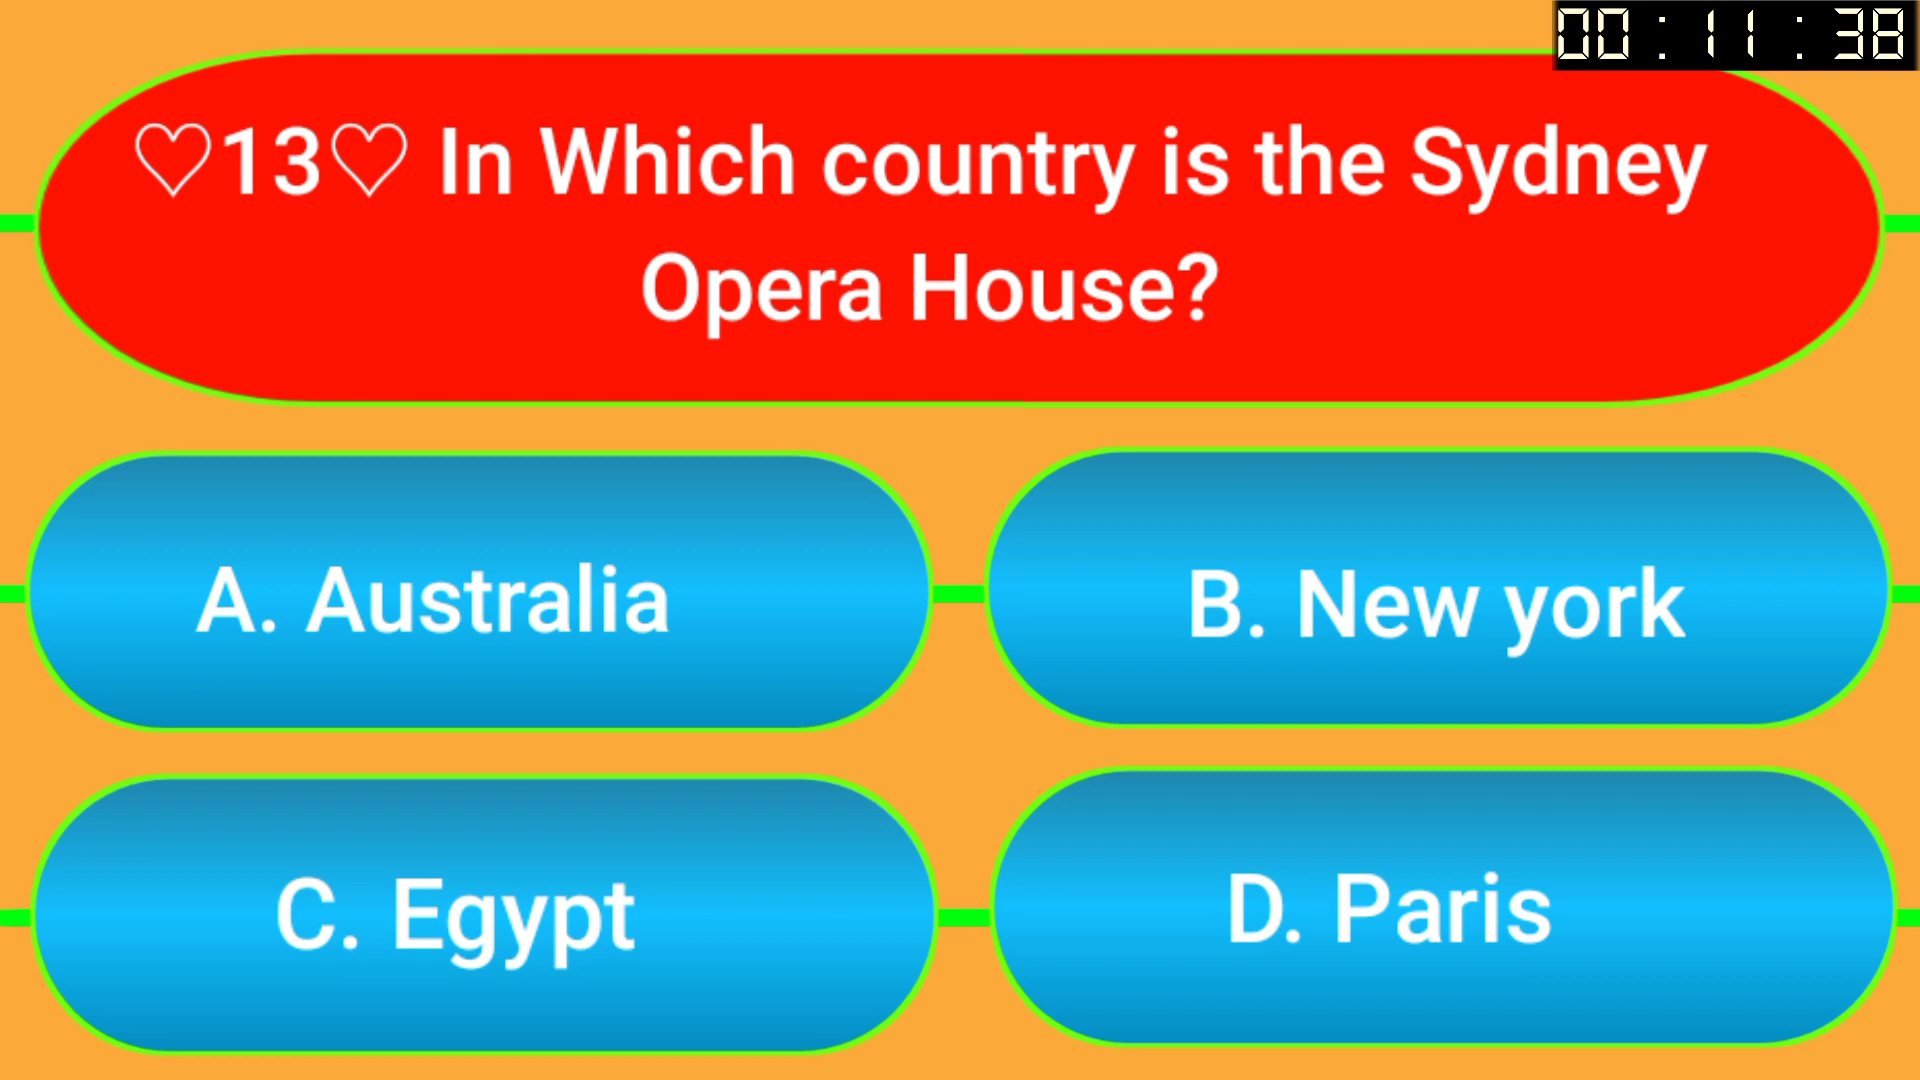 00:11:38
♡13♡ In Which country is the Sydney
Opera House?
A. Australia
B. New york
C. Egypt
D. Paris